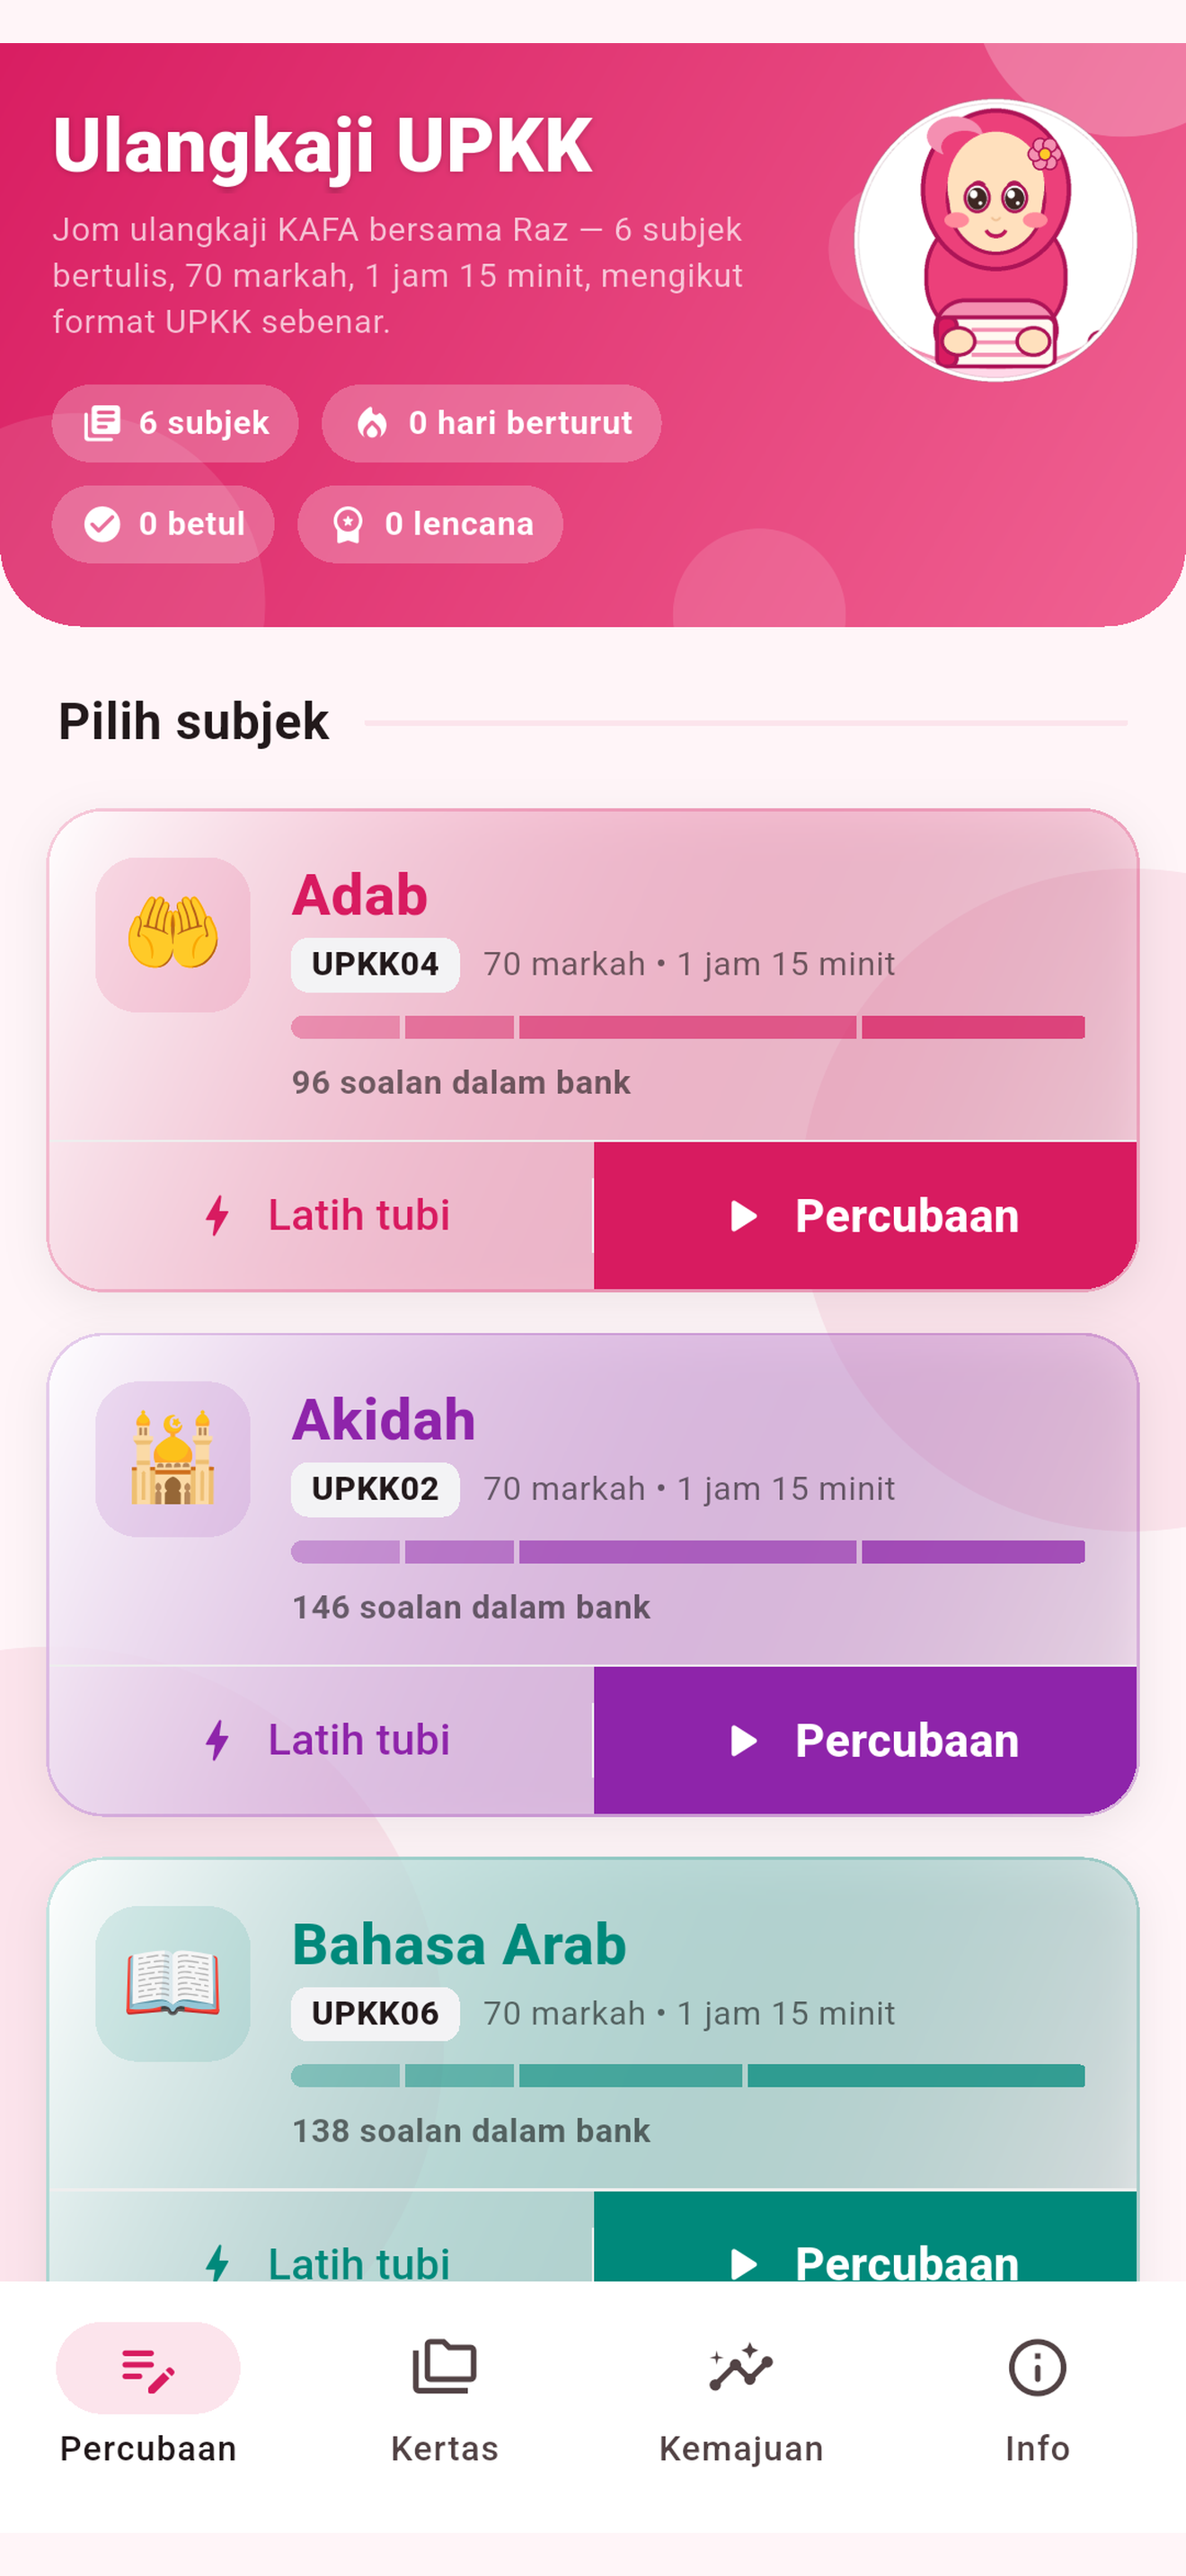 Ulangkaji UPKK
Jom ulangkaji KAFA bersama Raz — 6 subjek
bertulis, 70 markah, 1 jam 15 minit, mengikut
format UPKK sebenar.
6 subjek
0 hari berturut
0 betul
0 lencana
Pilih subjek
Adab
UPKK04
70 markah • 1 jam 15 minit
96 soalan dalam bank
Latih tubi
Percubaan
Akidah
UPKK02
70 markah • 1 jam 15 minit
146 soalan dalam bank
Latih tubi
Percubaan
Bahasa Arab
UPKK06
70 markah • 1 jam 15 minit
138 soalan dalam bank
Latih tubi
Percubaan
Percubaan
Kertas
Kemajuan
Info